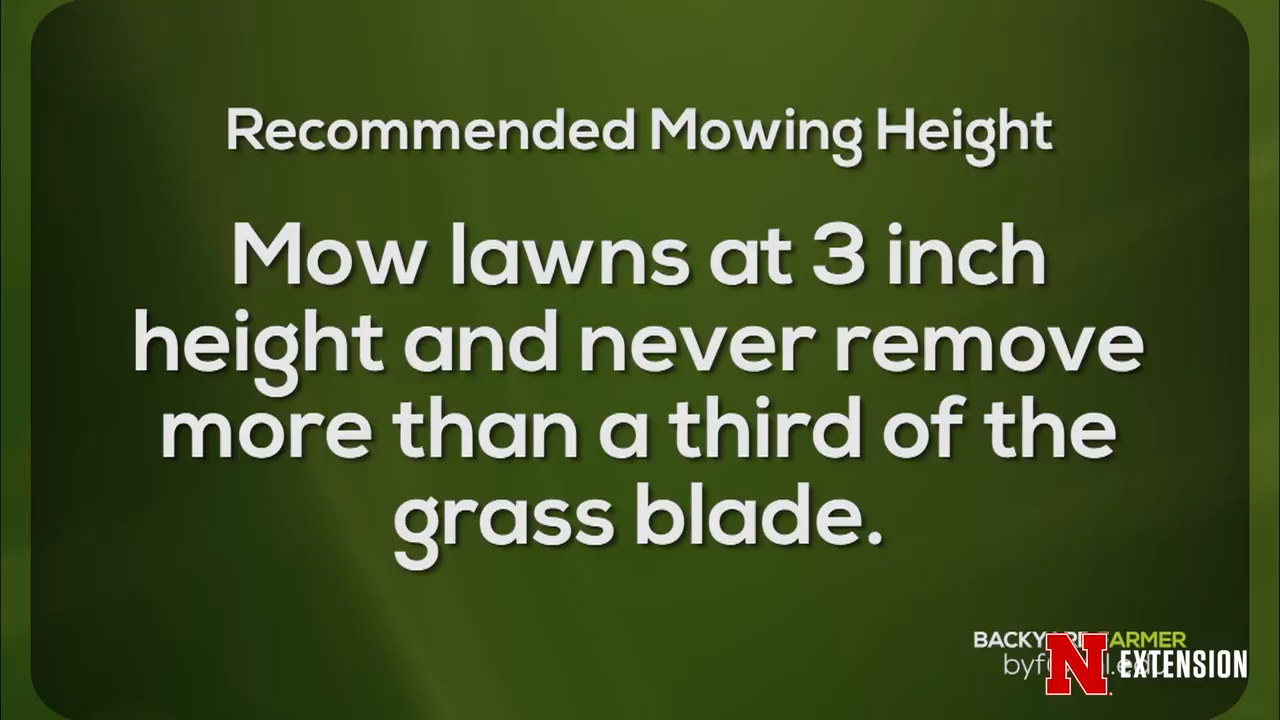 Recommended Mowing Height
Mow lawns at 3 inch
height and never remove
more than a third of the
grass blade.
N EXTENSION